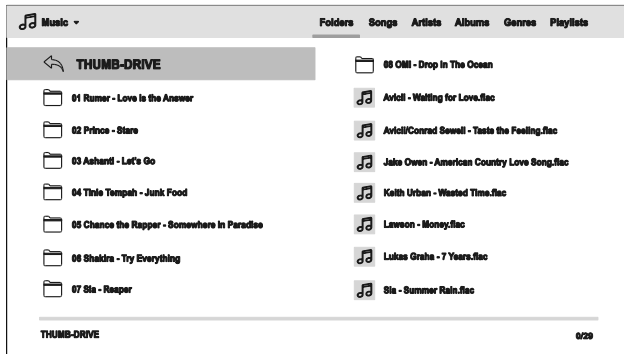 Music
Folders Songs Artists Albums Genres Playlists
THUMB-DRIVE
01 Rumer - Love is the Answer
02 Prince - Stare
03 Ashanti - Let's Go
04 Tinie Tempah - Junk Food
05 Chance the Rapper - Somewhere in Paradise
06 Shakira - Try Everything
07 Sia - Reaper
08 OMI - Drop In The Ocean
Avicii - Waiting for Love.flac
Avicii/Conrad Sewell - Taste the Feeling.flac
Jake Owen - American Country Love Song.flac
Keith Urban - Wasted Time.flac
Lawson - Money.flac
Lukas Graha - 7 Years.flac
Sia - Summer Rain.flac
THUMB-DRIVE
0/29